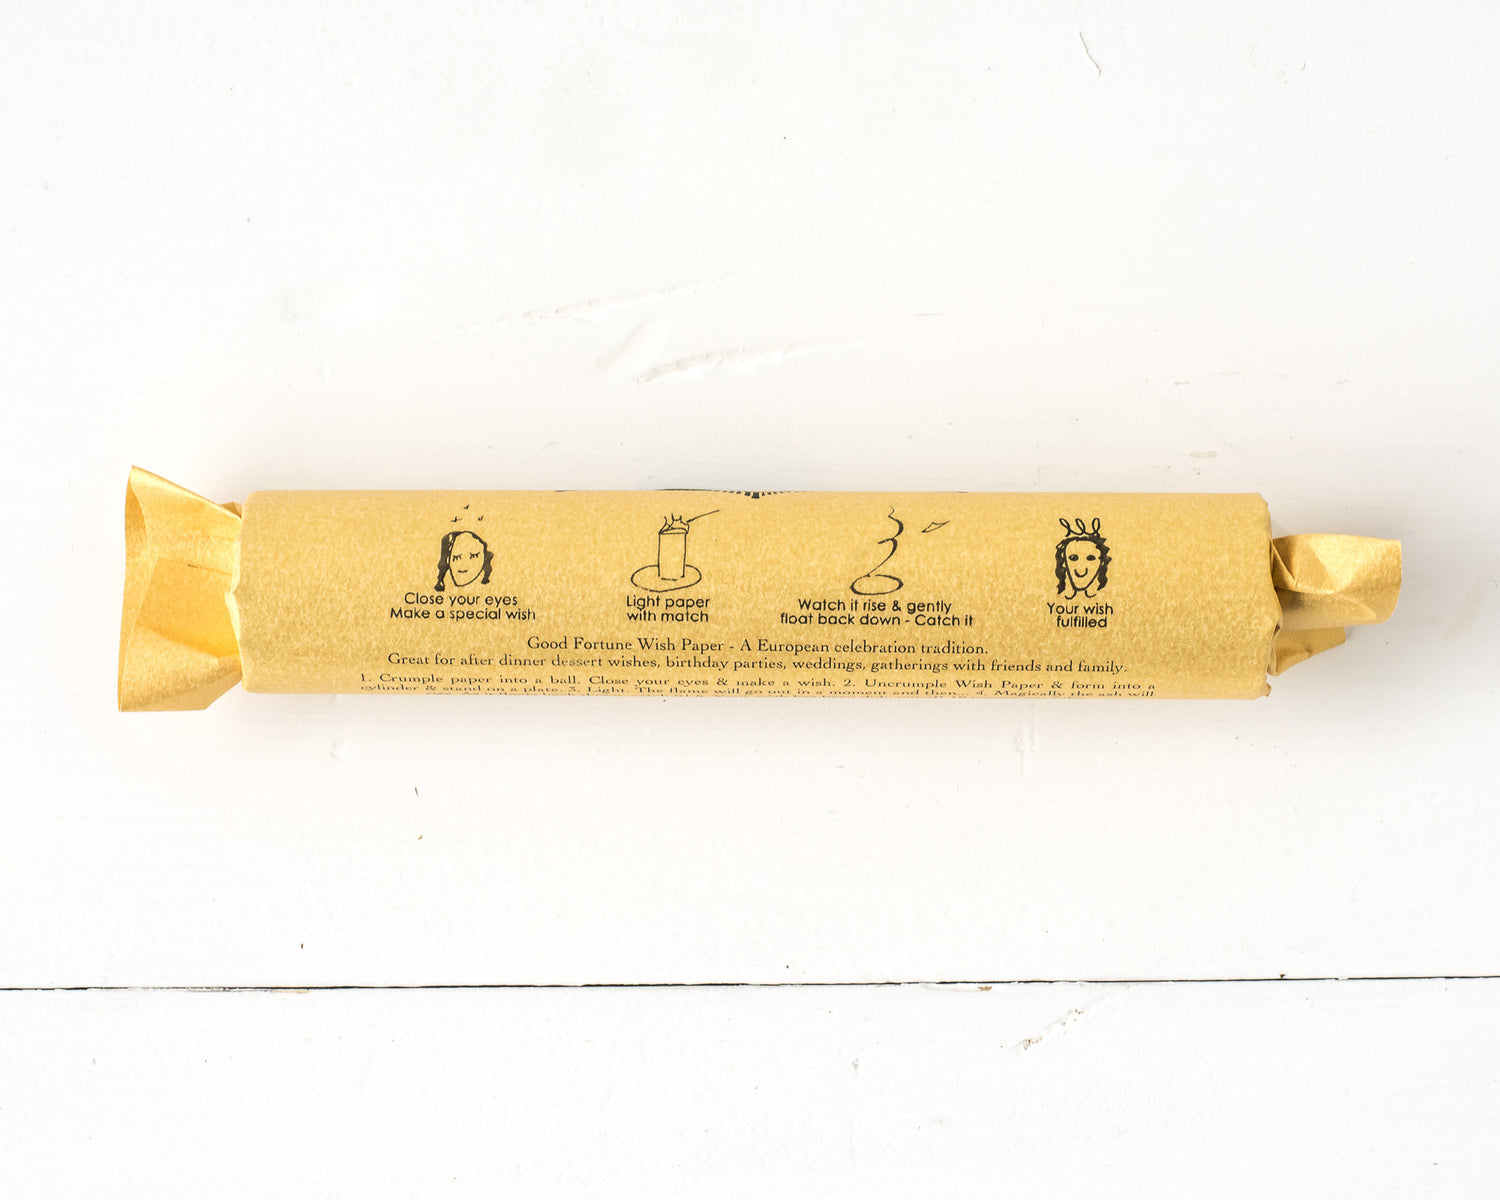 Close your eyes
Make a special wish
Light paper
with match
Watch it rise & gently
float back down - Catch it
Your wish
fulfilled
Good Fortune Wish Paper - A European celebration tradition.
Great for after dinner dessert wishes, birthday parties, weddings, gatherings with friends and family.
1. Crumple paper into a ball. Close your eyes & make a wish. 2. Uncrumple Wish Paper & form into a
cylinder & stand on a plate. 3. Light. The flame will go out in a moment and then... 4. Magically the ash will